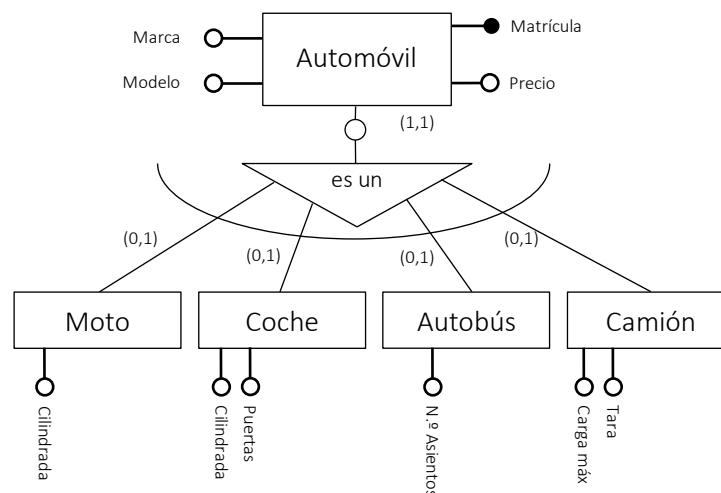 Marca
Automóvil
Matrícula
Modelo
Precio
(1,1)
es un
(0,1)
(0,1)
(0,1)
(0,1)
Moto
Coche
Autobús
Camión
Cilindrada
Cilindrada
Puertas
N.º Asientos
Carga máx
Tara